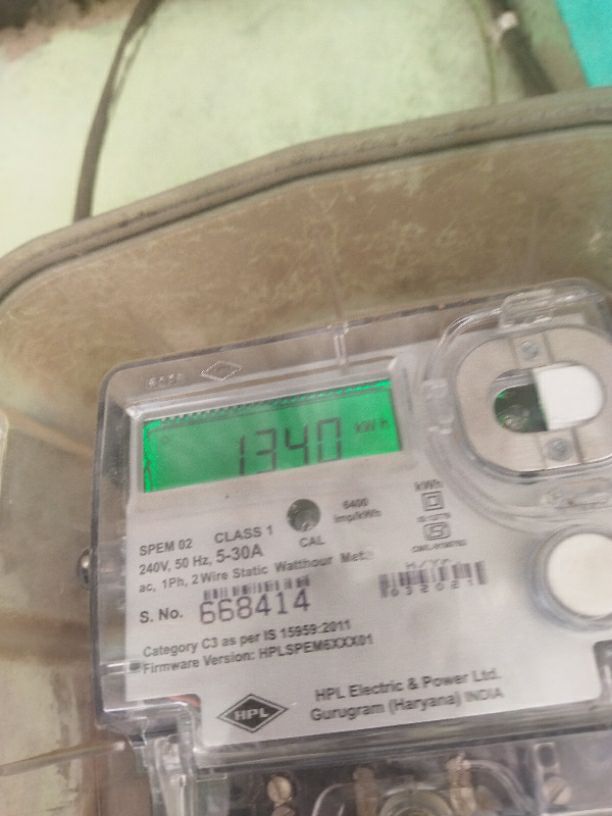 1340 kWh
6400
imp/kWh
kWh
SPEM 02 CLASS 1
240V, 50 Hz, 5-30A
CAL
ac, 1Ph, 2 Wire Static Watthour
M/Yr.
032021
S. No. 668414
Category C3 as per IS 15959:2011
Firmware Version: HPLSPEM6XXX01
HPL
HPL Electric & Power Ltd.
Gurugram (Haryana) INDIA